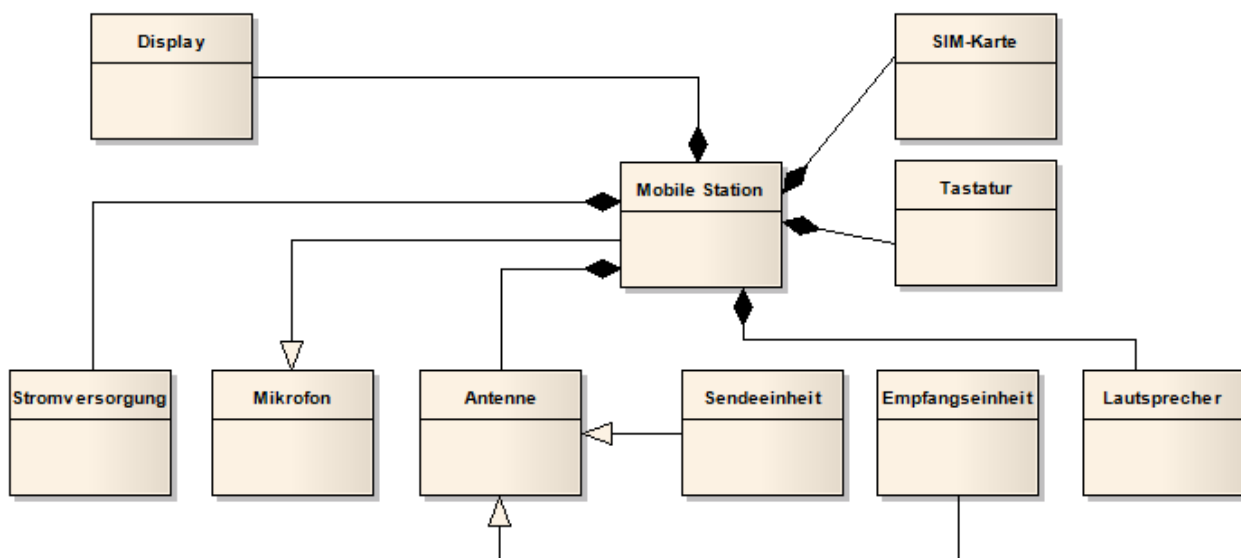 Display
SIM-Karte
Mobile Station
Tastatur
Stromversorgung
Mikrofon
Antenne
Sendeeinheit
Empfangseinheit
Lautsprecher